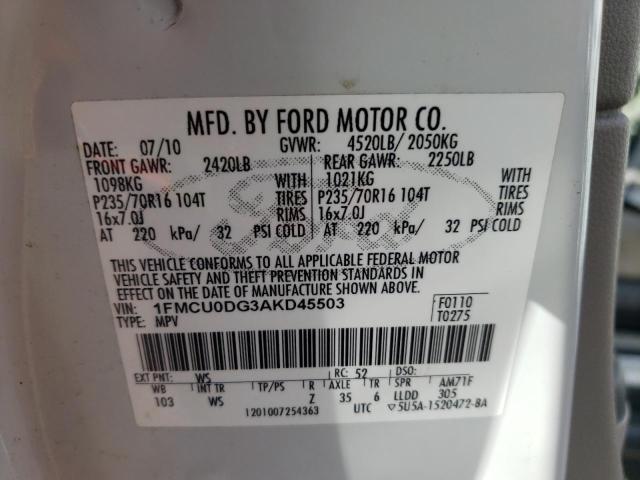 MFD. BY FORD MOTOR CO.
DATE: 07/10 GVWR: 4520LB/ 2050KG
FRONT GAWR: 2420LB REAR GAWR: 2250LB
1098KG 1021KG
P235/70R16 104T TIRES P235/70R16 104T TIRES
16x7.0J RIMS 16x7.0J RIMS
AT 220 kPa/ 32 PSI COLD AT 220 kPa/ 32 PSI COLD
Ford
THIS VEHICLE CONFORMS TO ALL APPLICABLE FEDERAL MOTOR
VEHICLE SAFETY AND THEFT PREVENTION STANDARDS IN
EFFECT ON THE DATE OF MANUFACTURE SHOWN ABOVE.
VIN: 1FMCU0DG3AKD45503 F0110
TYPE: MPV T0275
EXT PNT: WS RC: 52 DSO:
WB INT TR TP/PS R AXLE TR SPR AM71F
103 WS Z 35 6 LLDD 305
1201007254363 UTC ▽5U5A-1520472-BA